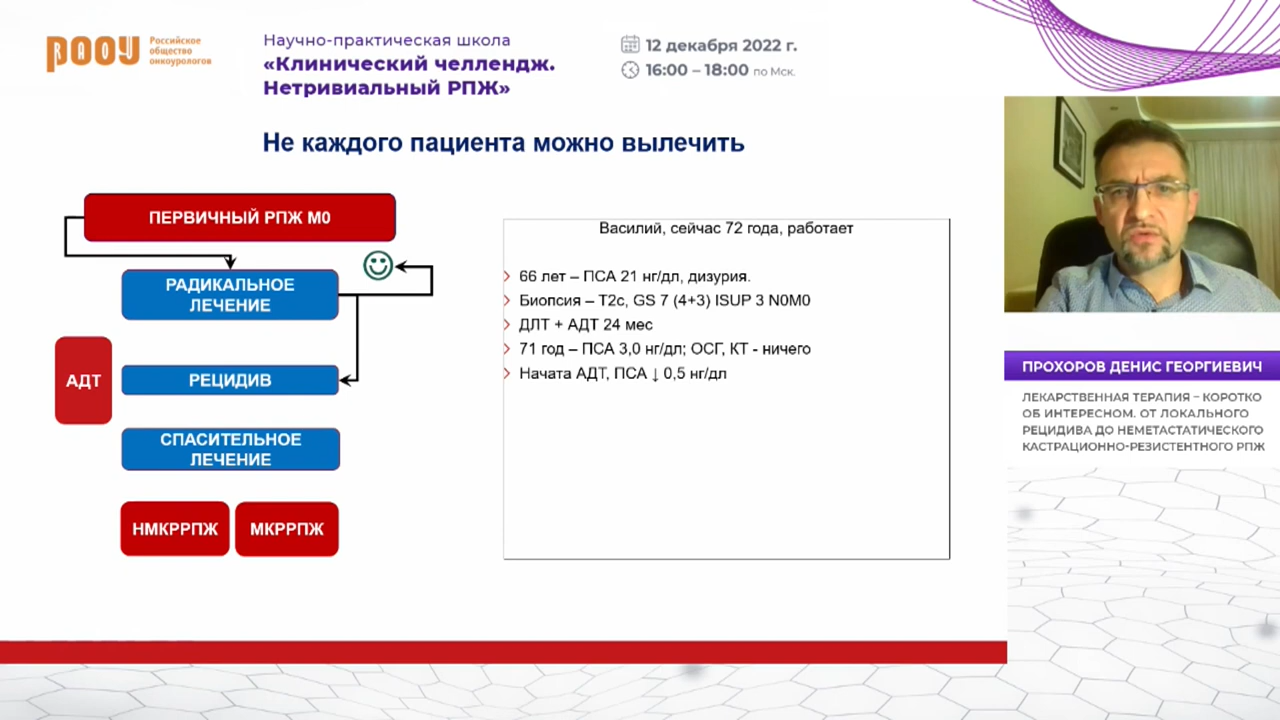 РАОУ
Российское
общество
онкоурологов
Научно-практическая школа
«Клинический челлендж.
Нетривиальный РПЖ»
12 декабря 2022 г.
16:00 – 18:00 по Мск.
Не каждого пациента можно вылечить
ПЕРВИЧНЫЙ РПЖ М0
РАДИКАЛЬНОЕ
ЛЕЧЕНИЕ
АДТ
РЕЦИДИВ
СПАСИТЕЛЬНОЕ
ЛЕЧЕНИЕ
НМКРРПЖ
МКРРПЖ
Василий, сейчас 72 года, работает
66 лет – ПСА 21 нг/дл, дизурия.
Биопсия – Т2с, GS 7 (4+3) ISUP 3 N0M0
ДЛТ + АДТ 24 мес
71 год – ПСА 3,0 нг/дл; ОСГ, КТ - ничего
Начата АДТ, ПСА ↓ 0,5 нг/дл
ПРОХОРОВ ДЕНИС ГЕОРГИЕВИЧ
ЛЕКАРСТВЕННАЯ ТЕРАПИЯ – КОРОТКО
ОБ ИНТЕРЕСНОМ. ОТ ЛОКАЛЬНОГО
РЕЦИДИВА ДО НЕМЕТАСТАТИЧЕСКОГО
КАСТРАЦИОННО-РЕЗИСТЕНТНОГО РПЖ